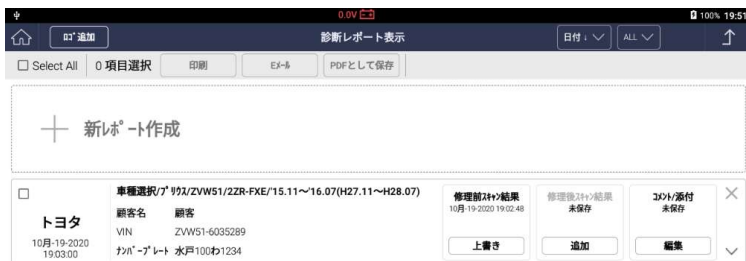 0.0V 100% 19:51
ﾛｺﾞ追加 診断レポート表示 日付↓ ALL
Select All 0 項目選択 印刷 Eﾒｰﾙ PDFとして保存
新ﾚﾎﾟｰﾄ作成
車種選択/ﾌﾟﾘｳｽ/ZVW51/2ZR-FXE/'15.11～'16.07(H27.11～H28.07)
トヨタ
10月-19-2020
19:03:00
顧客名 顧客
VIN ZVW51-6035289
ﾅﾝﾊﾞｰﾌﾟﾚｰﾄ 水戸100わ1234
修理前ｽｷｬﾝ結果
10月-19-2020 19:02:48
上書き
修理後ｽｷｬﾝ結果
未保存
追加
ｺﾒﾝﾄ/添付
未保存
編集